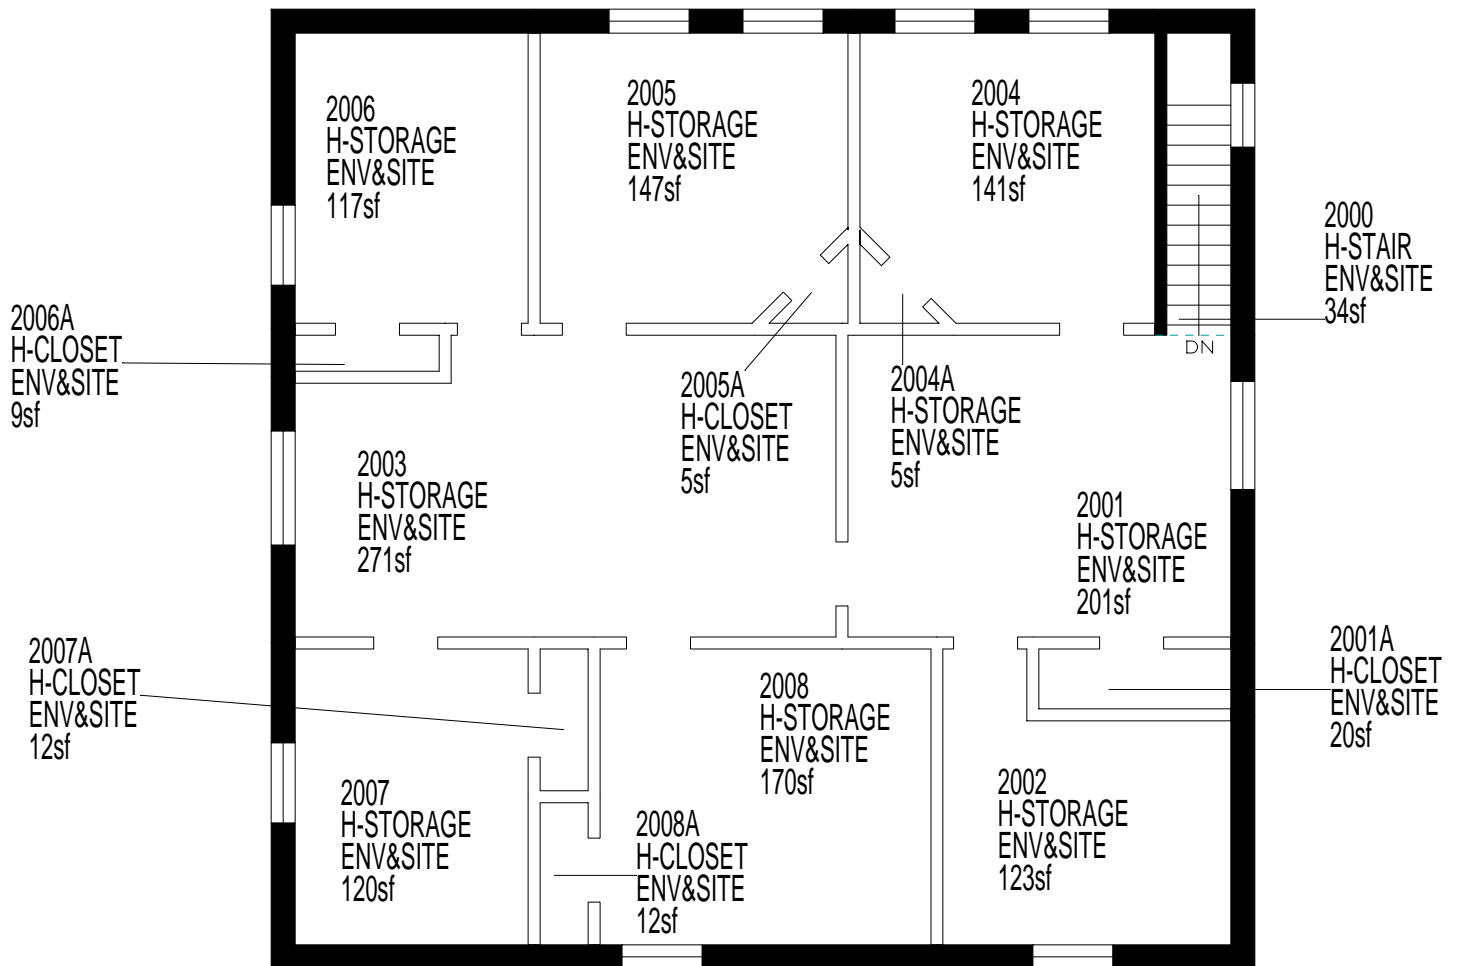 2006
H-STORAGE
ENV&SITE
117sf
2005
H-STORAGE
ENV&SITE
147sf
2004
H-STORAGE
ENV&SITE
141sf
2000
H-STAIR
ENV&SITE
34sf
DN
2006A
H-CLOSET
ENV&SITE
9sf
2005A
H-CLOSET
ENV&SITE
5sf
2004A
H-STORAGE
ENV&SITE
5sf
2003
H-STORAGE
ENV&SITE
271sf
2001
H-STORAGE
ENV&SITE
201sf
2007A
H-CLOSET
ENV&SITE
12sf
2008
H-STORAGE
ENV&SITE
170sf
2001A
H-CLOSET
ENV&SITE
20sf
2007
H-STORAGE
ENV&SITE
120sf
2008A
H-CLOSET
ENV&SITE
12sf
2002
H-STORAGE
ENV&SITE
123sf